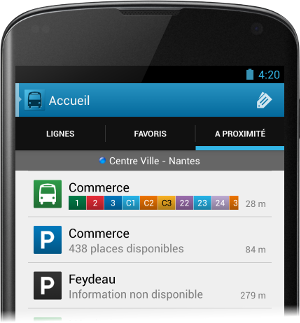 4:20
Accueil
LIGNES FAVORIS A PROXIMITÉ
Centre Ville - Nantes
Commerce
1 2 3 C1 C2 C3 22 23 24 3 28 m
P Commerce
438 places disponibles 84 m
P Feydeau
Information non disponible 279 m